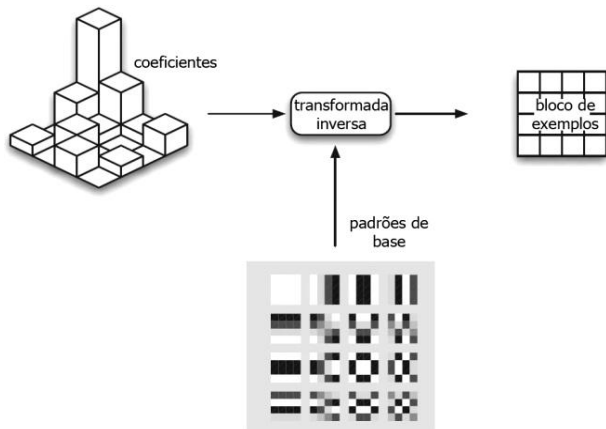 coeficientes
transformada
inversa
bloco de
exemplos
padrões de
base